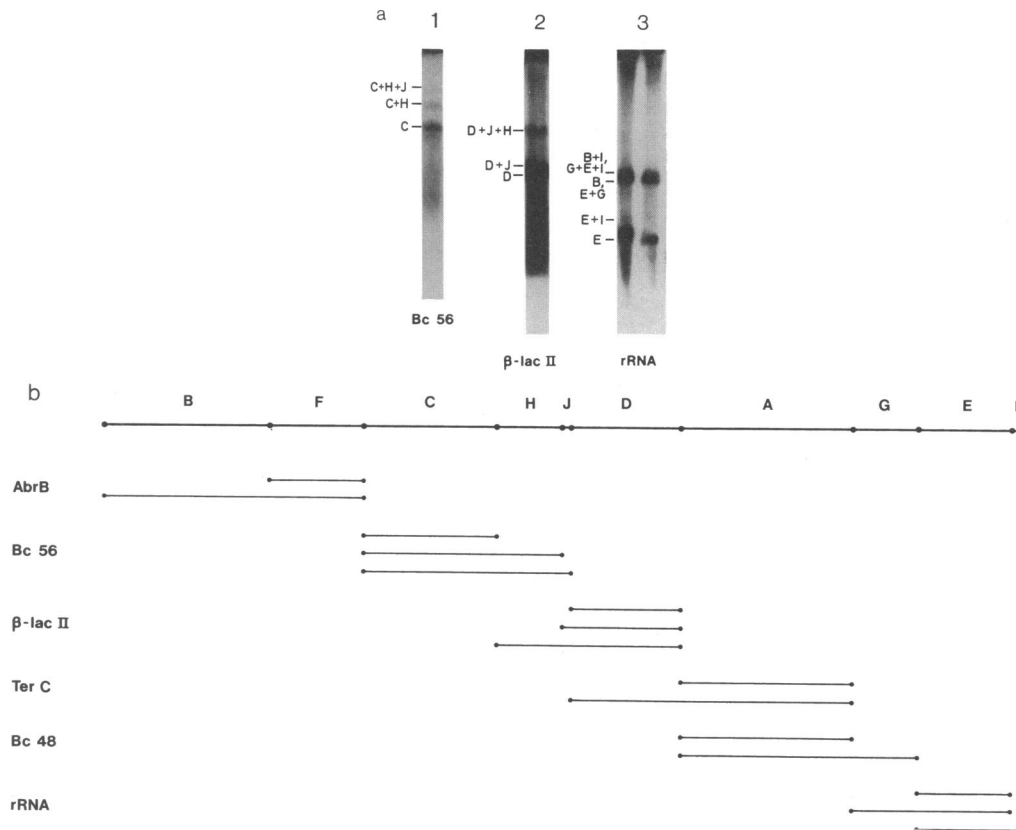 a
1 2 3
C+H+J
C+H
C
D+J+H
D+J
D
B+I,
G+E+I
B,
E+G
E+I
E
Bc 56
β-lac II
rRNA
b
B F C H J D A G E
AbrB
Bc 56
β-lac II
Ter C
Bc 48
rRNA